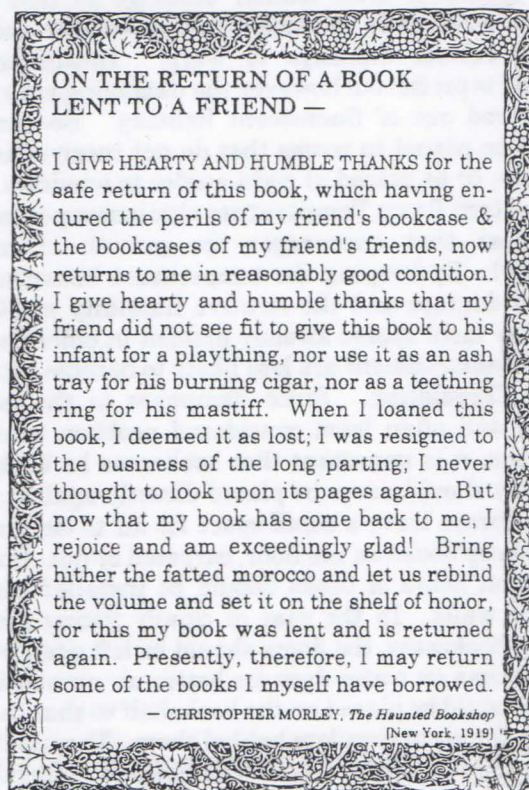 ON THE RETURN OF A BOOK
LENT TO A FRIEND —
I GIVE HEARTY AND HUMBLE THANKS for the
safe return of this book, which having en-
dured the perils of my friend's bookcase &
the bookcases of my friend's friends, now
returns to me in reasonably good condition.
I give hearty and humble thanks that my
friend did not see fit to give this book to his
infant for a plaything, nor use it as an ash
tray for his burning cigar, nor as a teething
ring for his mastiff. When I loaned this
book, I deemed it as lost; I was resigned to
the business of the long parting; I never
thought to look upon its pages again. But
now that my book has come back to me, I
rejoice and am exceedingly glad! Bring
hither the fatted morocco and let us rebind
the volume and set it on the shelf of honor,
for this my book was lent and is returned
again. Presently, therefore, I may return
some of the books I myself have borrowed.
— CHRISTOPHER MORLEY, The Haunted Bookshop
[New York, 1919]